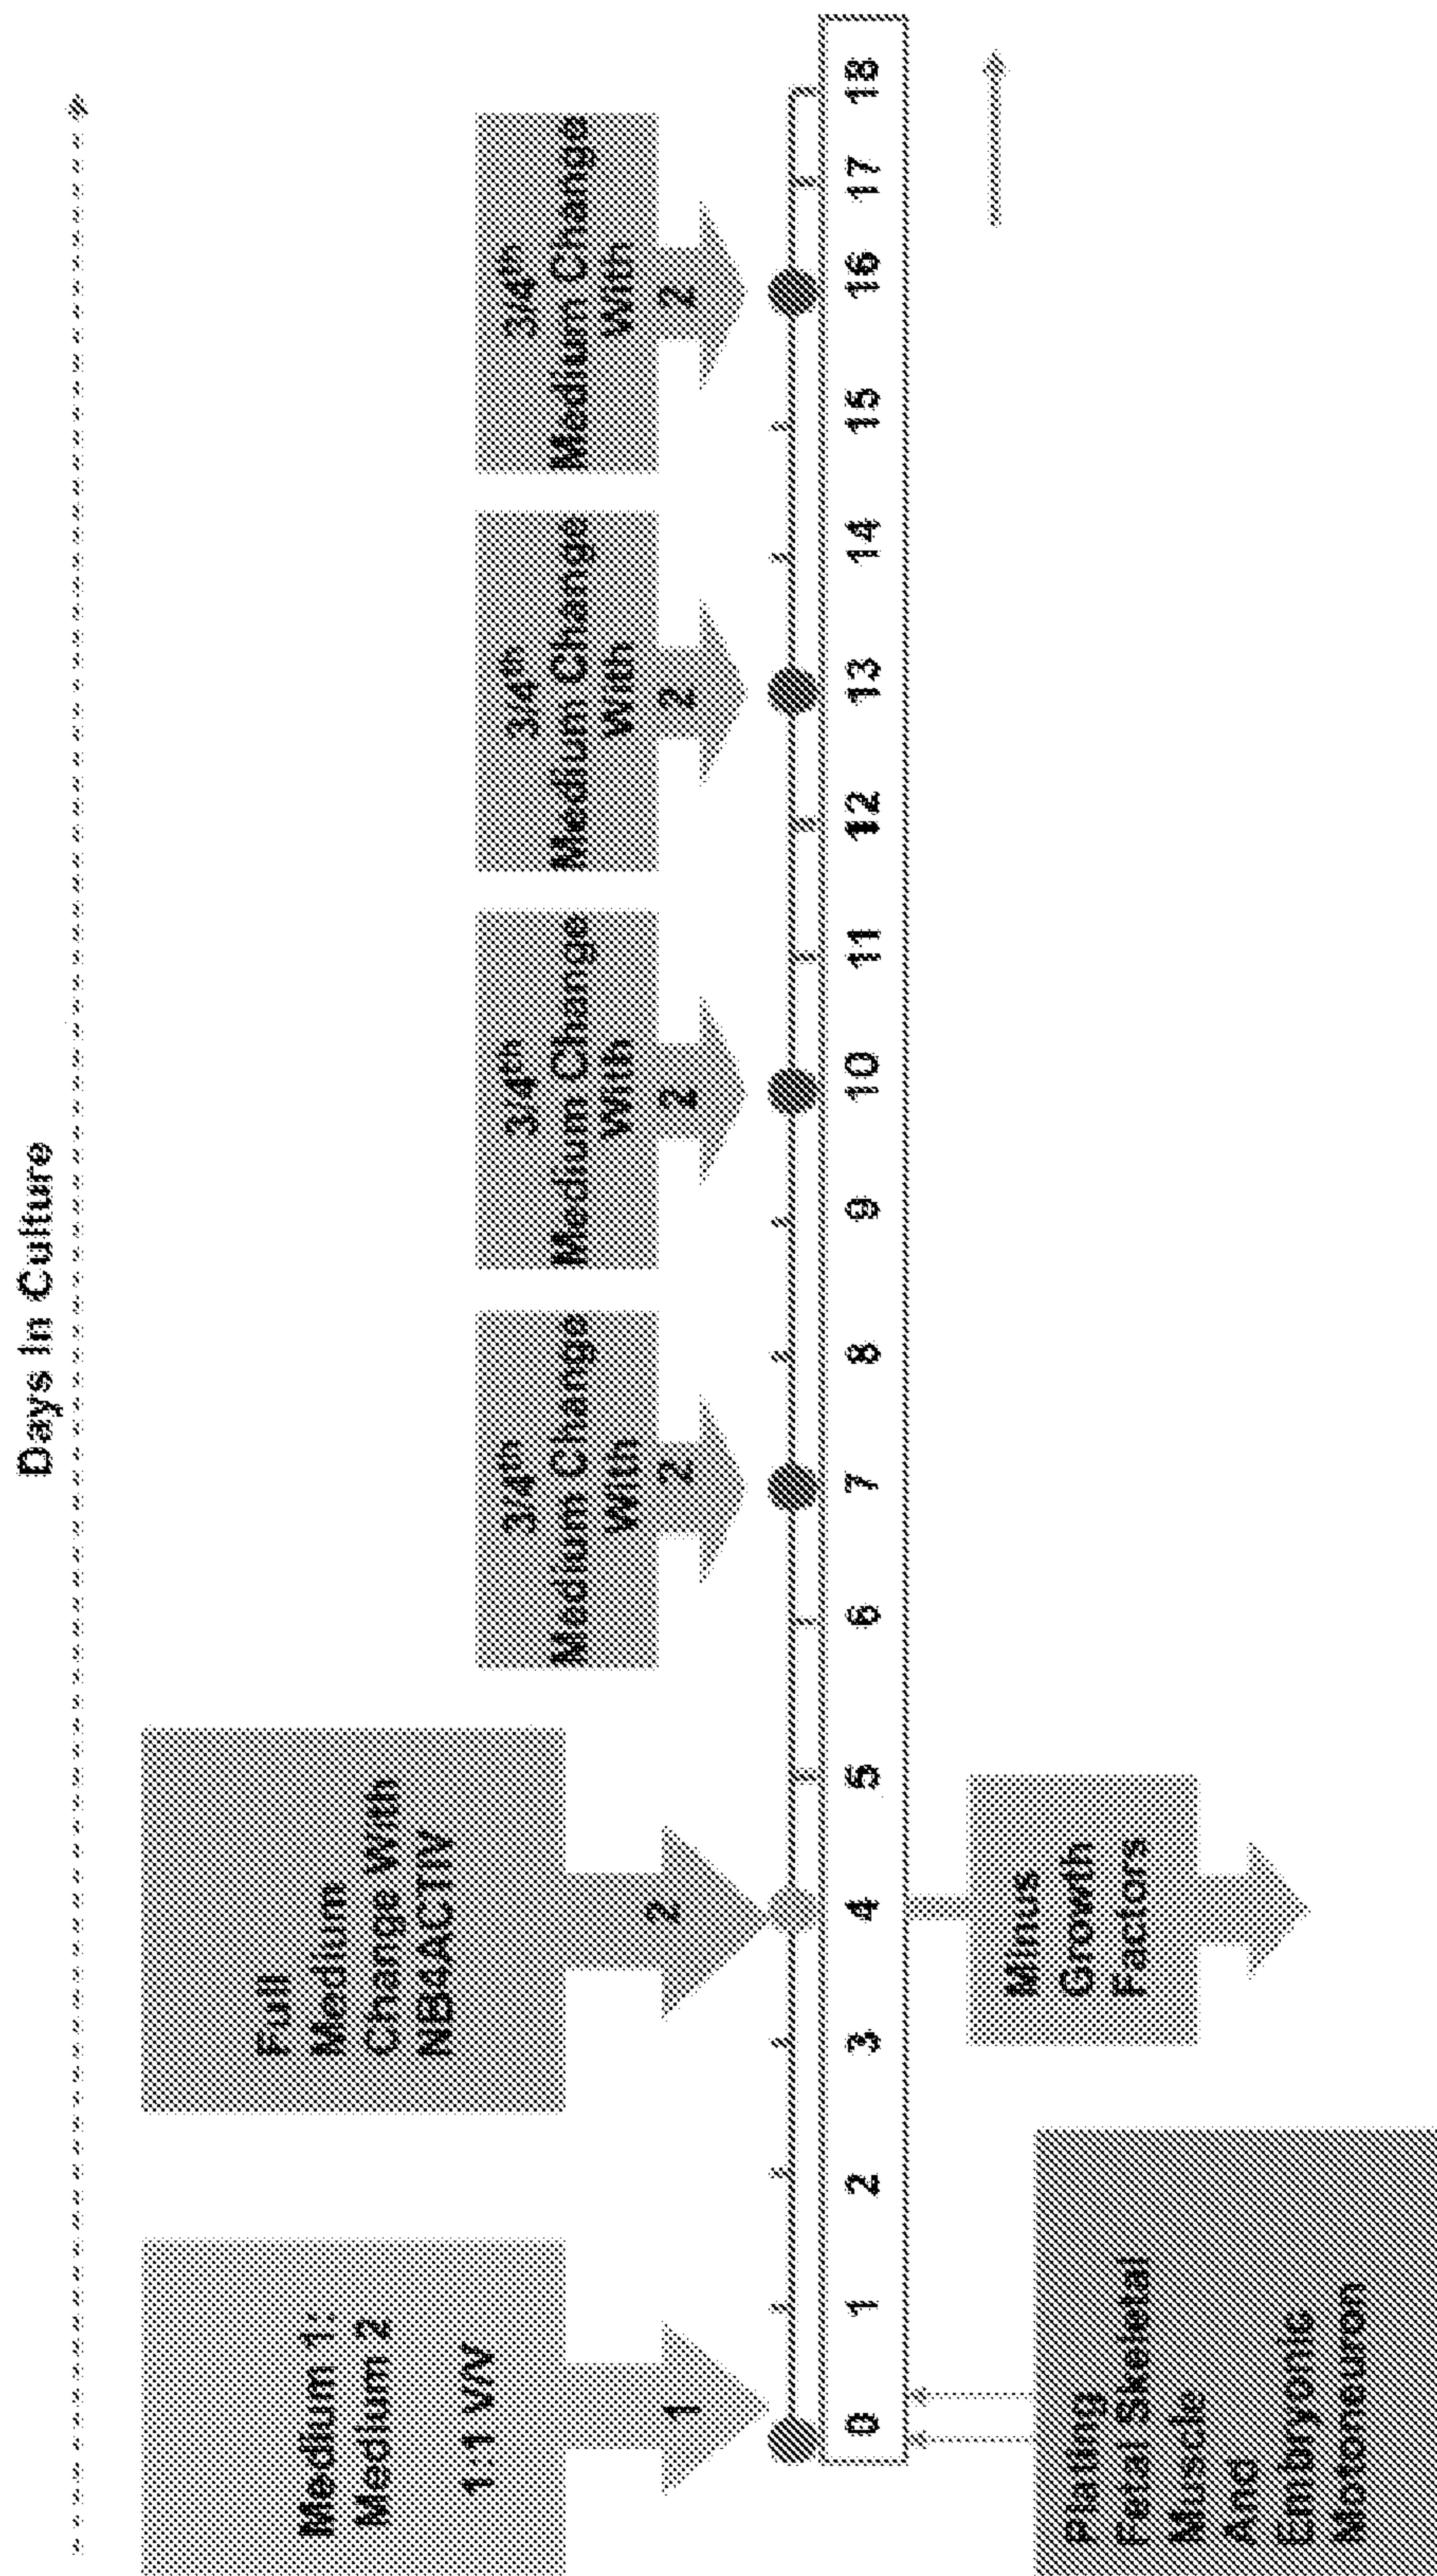 Days In Culture
Medium 1:
Medium 2
1:1 v/v
1
Full
Medium
Change With
NB4ACTIV
2
3/4th
Medium Change
With
2
3/4th
Medium Change
With
2
3/4th
Medium Change
With
2
3/4th
Medium Change
With
2
0 1 2 3 4 5 6 7 8 9 10 11 12 13 14 15 16 17 18
Plating
Fetal Skeletal
Muscle
And
Embryonic
Motoneuron
Minus
Growth
Factors